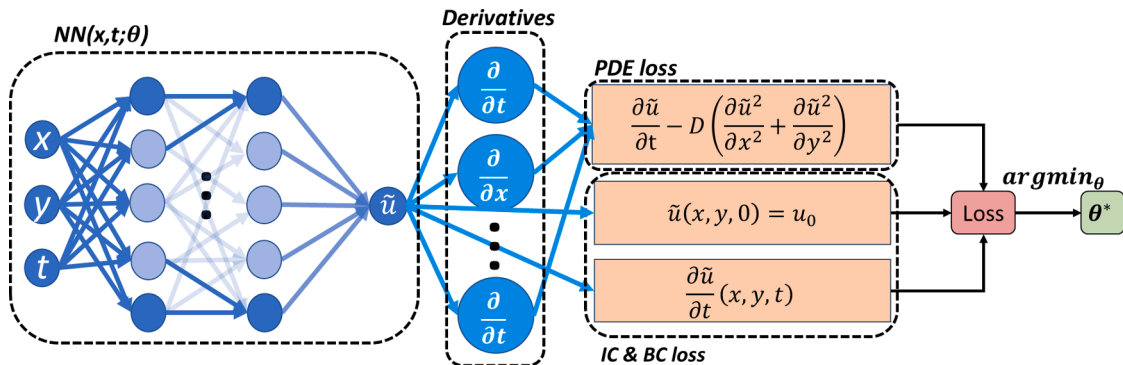 NN(x,t;θ)
Derivatives
x
y
t
ũ
∂/∂t
∂/∂x
∂/∂t
PDE loss
∂ũ/∂t − D (∂ũ²/∂x² + ∂ũ²/∂y²)
ũ(x, y, 0) = u₀
∂ũ/∂t (x, y, t)
IC & BC loss
Loss
argmin_θ
θ*